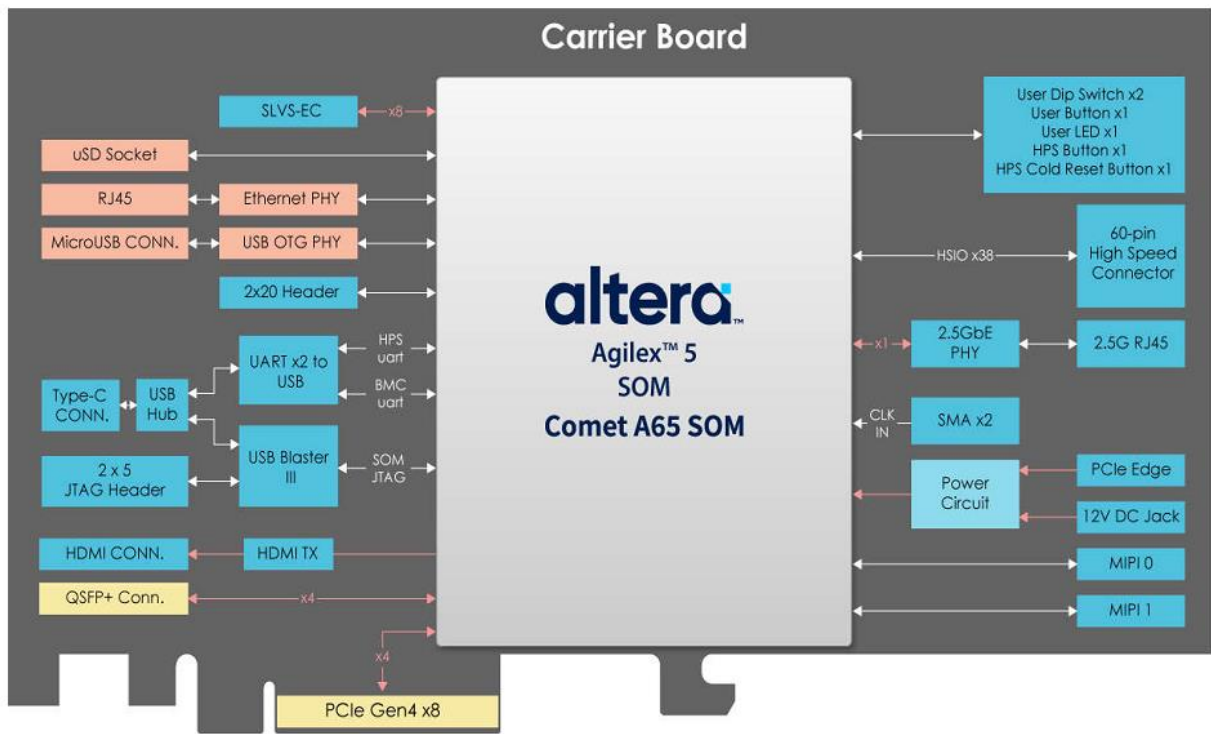 Carrier Board
SLVS-EC
x8
uSD Socket
RJ45
Ethernet PHY
MicroUSB CONN.
USB OTG PHY
2x20 Header
UART x2 to
USB
HPS
uart
BMC
uart
Type-C
CONN.
USB
Hub
USB Blaster
III
SOM
JTAG
2 x 5
JTAG Header
HDMI CONN.
HDMI TX
QSFP+ Conn.
x4
x4
PCIe Gen4 x8
altera™
Agilex™ 5
SOM
Comet A65 SOM
User Dip Switch x2
User Button x1
User LED x1
HPS Button x1
HPS Cold Reset Button x1
HSIO x38
60-pin
High Speed
Connector
x1
2.5GbE
PHY
2.5G RJ45
CLK
IN
SMA x2
Power
Circuit
PCIe Edge
12V DC Jack
MIPI 0
MIPI 1